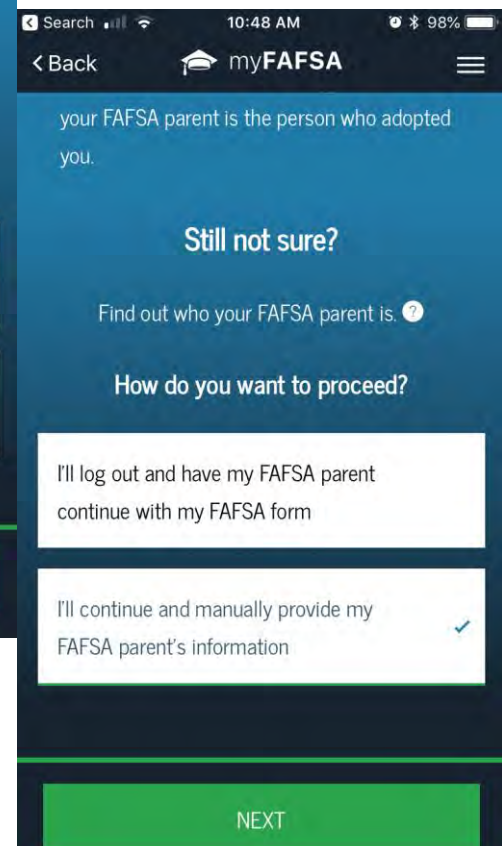 Search 10:48 AM 98%
< Back myFAFSA
your FAFSA parent is the person who adopted
you.
Still not sure?
Find out who your FAFSA parent is. ?
How do you want to proceed?
I'll log out and have my FAFSA parent
continue with my FAFSA form
I'll continue and manually provide my
FAFSA parent's information
NEXT